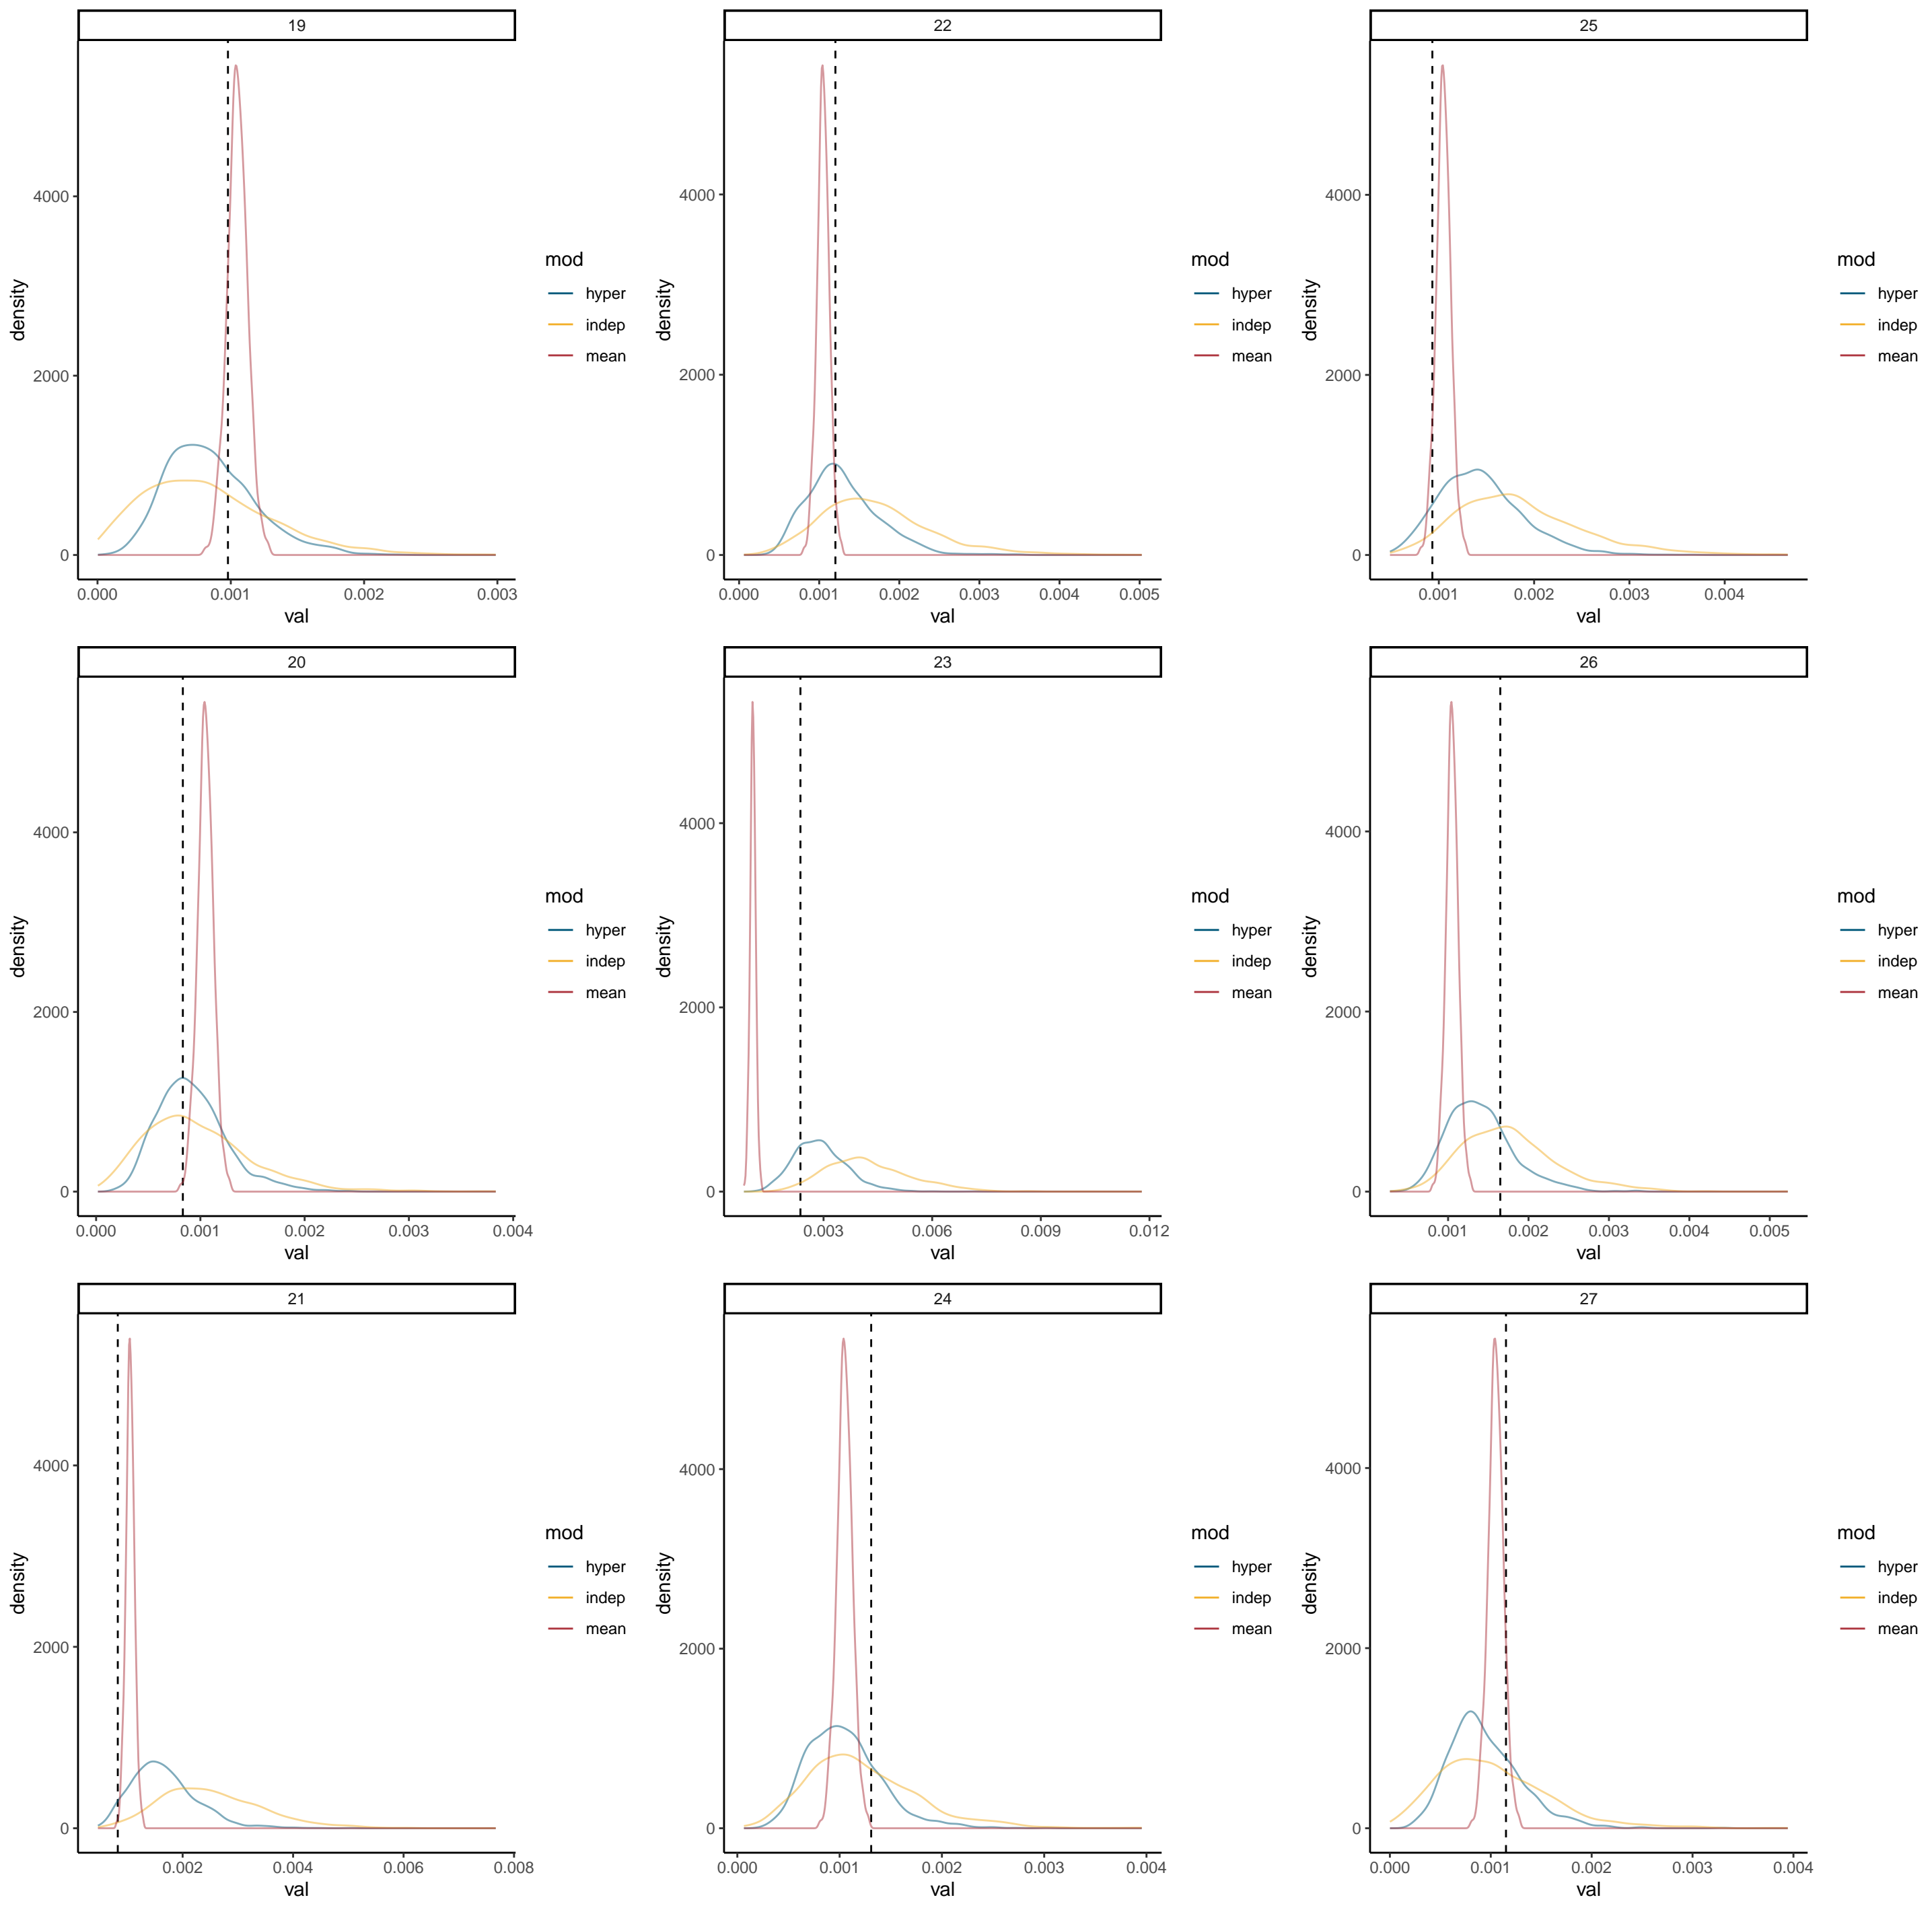 19
density
4000
2000
0
0.000 0.001 0.002 0.003
val
mod
hyper
indep
mean
22
density
4000
2000
0
0.000 0.001 0.002 0.003 0.004 0.005
val
mod
hyper
indep
mean
25
density
4000
2000
0
0.001 0.002 0.003 0.004
val
mod
hyper
indep
mean
20
density
4000
2000
0
0.000 0.001 0.002 0.003 0.004
val
mod
hyper
indep
mean
23
density
4000
2000
0
0.003 0.006 0.009 0.012
val
mod
hyper
indep
mean
26
density
4000
2000
0
0.001 0.002 0.003 0.004 0.005
val
mod
hyper
indep
mean
21
density
4000
2000
0
0.002 0.004 0.006 0.008
val
mod
hyper
indep
mean
24
density
4000
2000
0
0.000 0.001 0.002 0.003 0.004
val
mod
hyper
indep
mean
27
density
4000
2000
0
0.000 0.001 0.002 0.003 0.004
val
mod
hyper
indep
mean